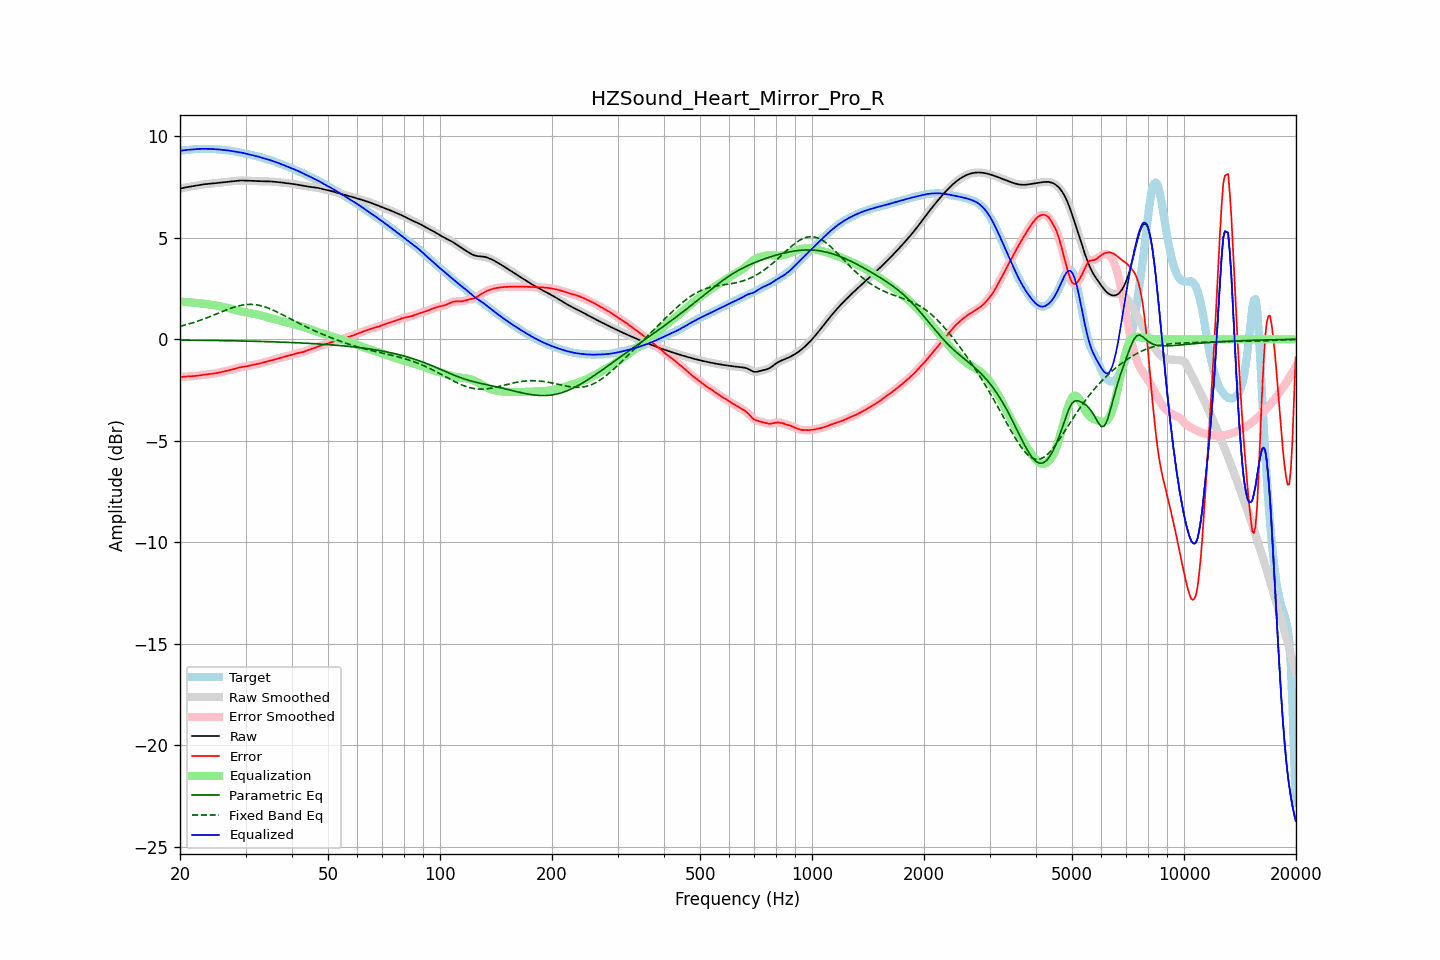 HZSound_Heart_Mirror_Pro_R
10
5
0
−5
−10
−15
−20
−25
Amplitude (dBr)
Target
Raw Smoothed
Error Smoothed
Raw
Error
Equalization
Parametric Eq
Fixed Band Eq
Equalized
20 50 100 200 500 1000 2000 5000 10000 20000
Frequency (Hz)